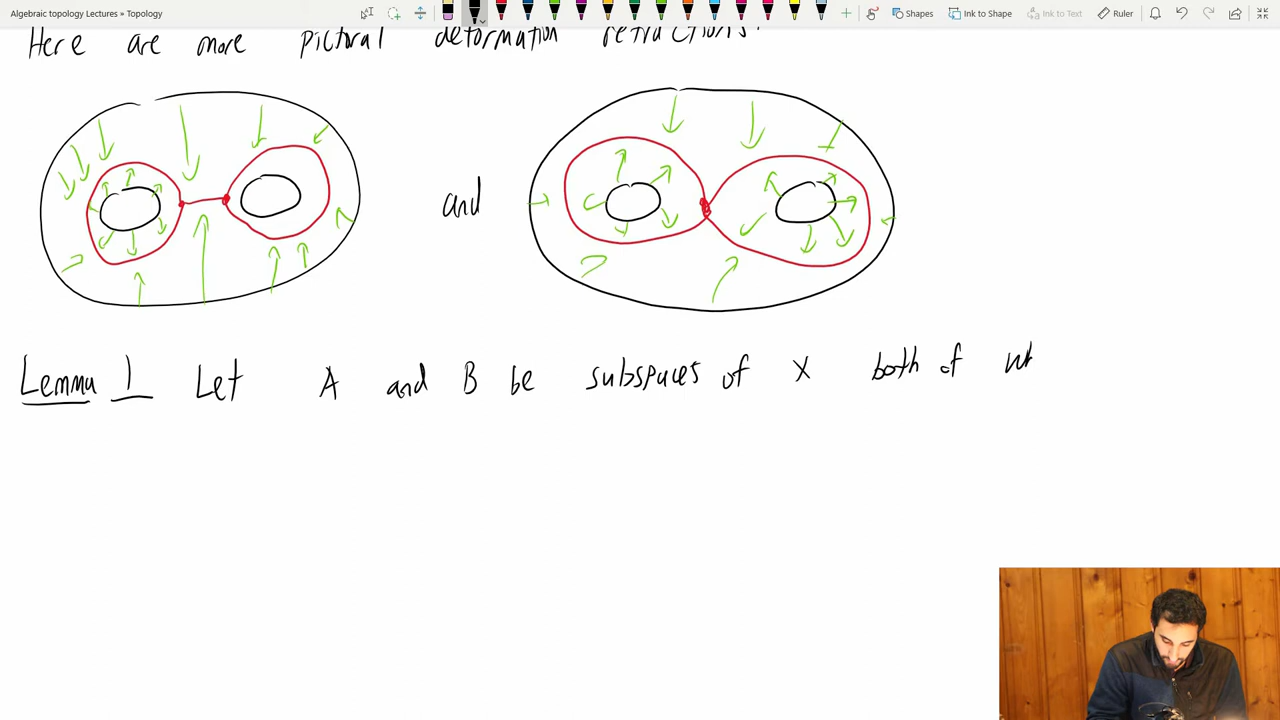 Algebraic topology Lectures » Topology
Shapes
Ink to Shape
Ink to Text
Ruler
Here are more pictoral deformation retractions.
and
Lemma 1 Let A and B be subspaces of X both of wh